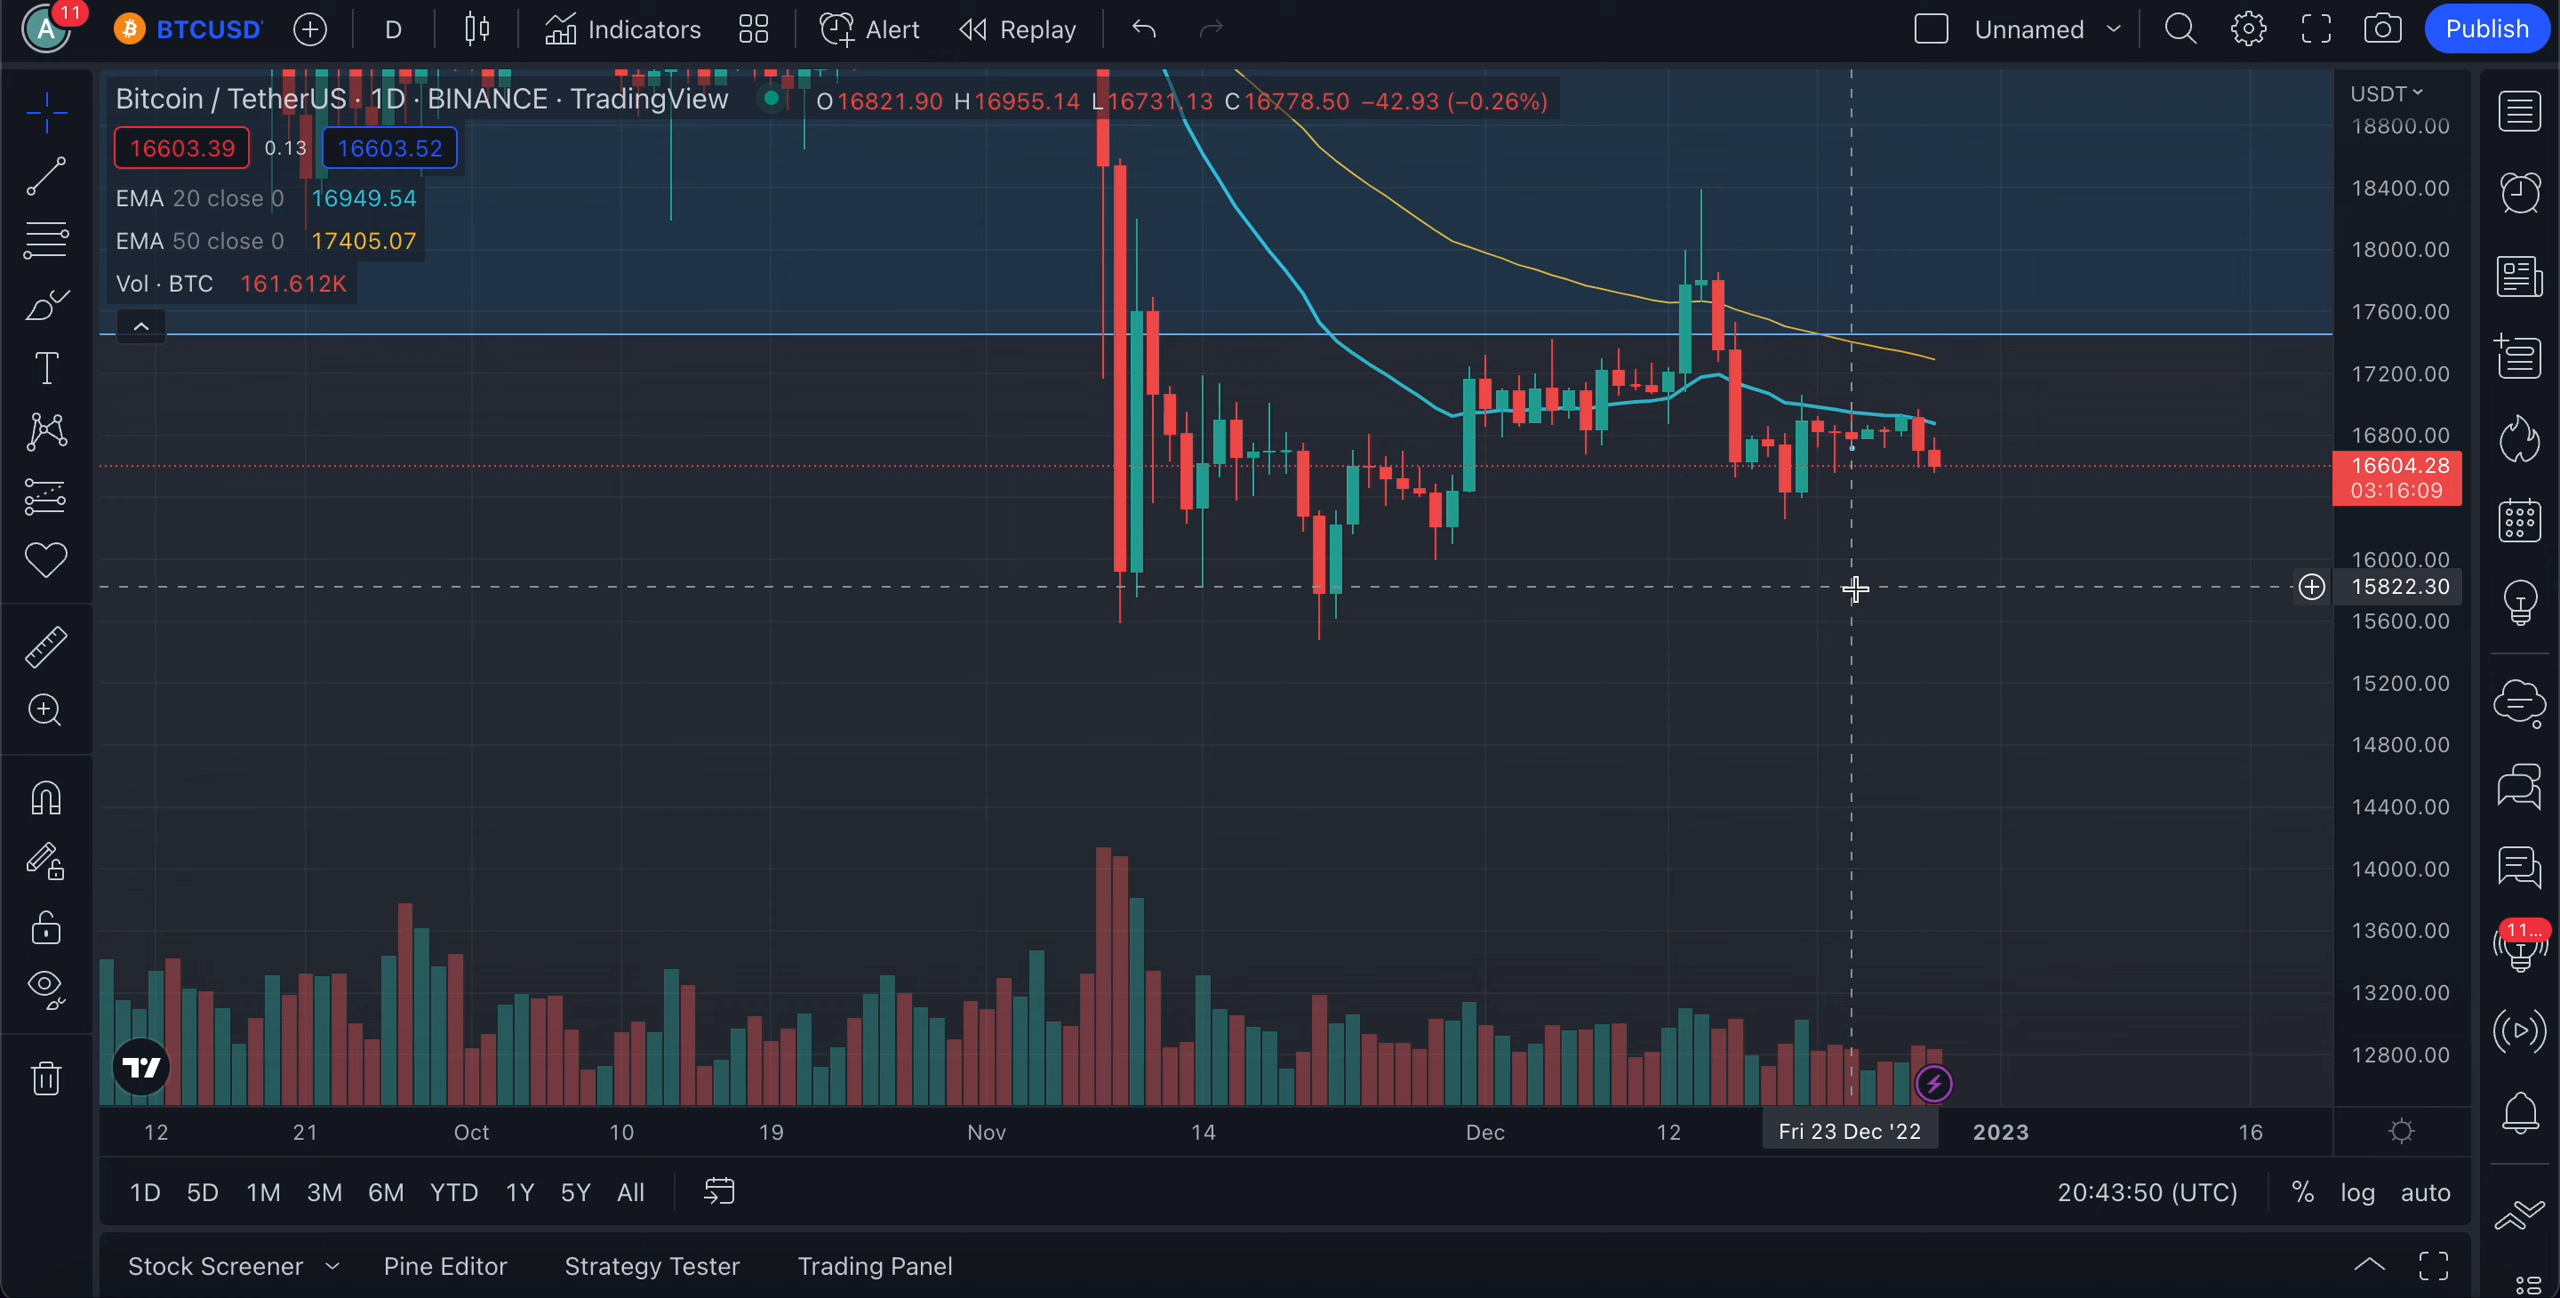 A 11 BTCUSD D Indicators Alert Replay Unnamed Publish
Bitcoin / TetherUS · 1D · BINANCE · TradingView O16821.90 H16955.14 L16731.13 C16778.50 −42.93 (−0.26%)
16603.39 0.13 16603.52
EMA 20 close 0 16949.54
EMA 50 close 0 17405.07
Vol · BTC 161.612K
USDT
18800.00
18400.00
18000.00
17600.00
17200.00
16800.00
16604.28
03:16:09
16000.00
15822.30
15600.00
15200.00
14800.00
14400.00
14000.00
13600.00
13200.00
12800.00
11...
12 21 Oct 10 19 Nov 14 Dec 12 Fri 23 Dec '22 2023 16
1D 5D 1M 3M 6M YTD 1Y 5Y All 20:43:50 (UTC) % log auto
Stock Screener Pine Editor Strategy Tester Trading Panel